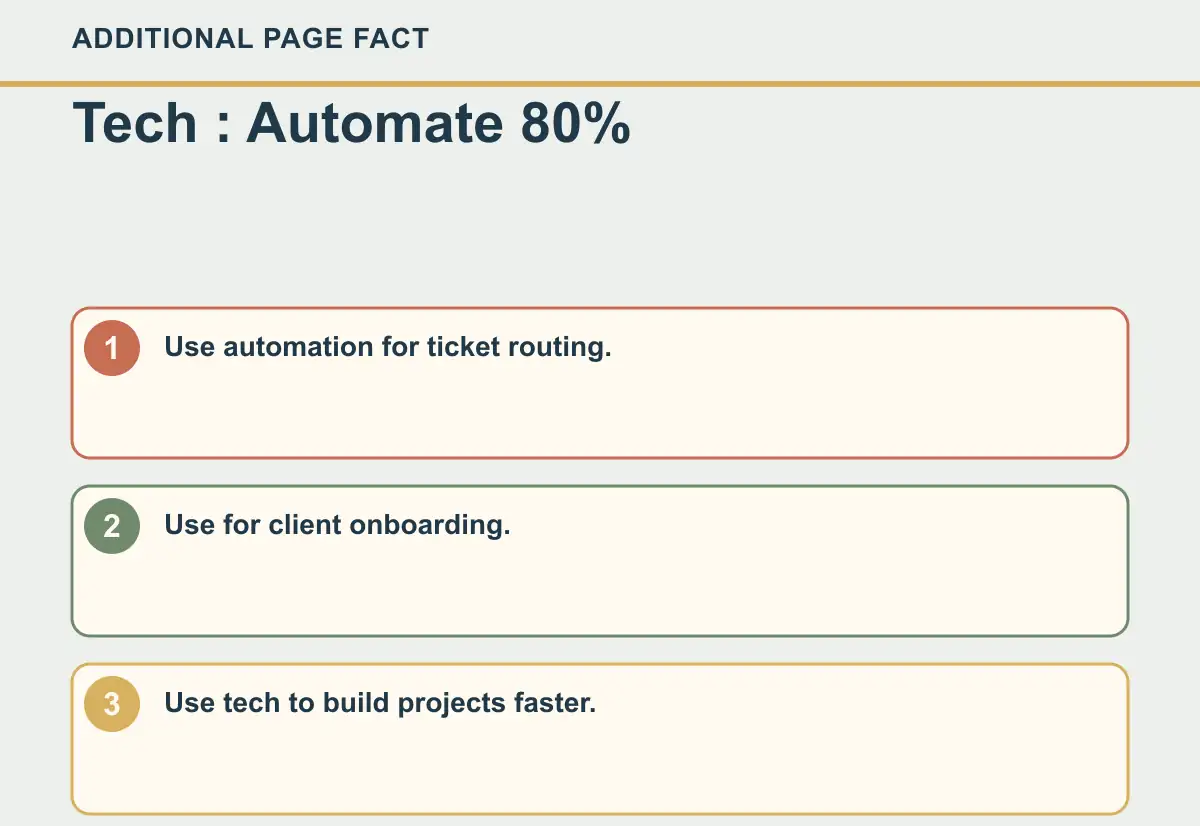 ADDITIONAL PAGE FACT
Tech : Automate 80%
1
Use automation for ticket routing.
2
Use for client onboarding.
3
Use tech to build projects faster.